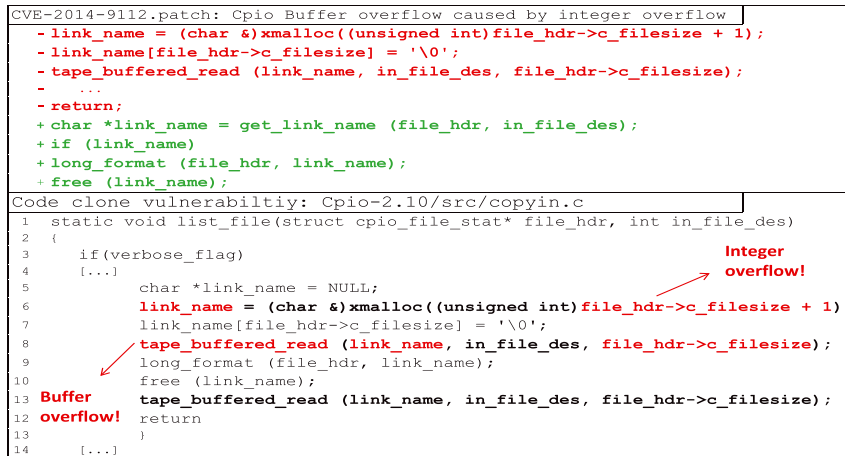 CVE-2014-9112.patch: Cpio Buffer overflow caused by integer overflow
- link_name = (char &)xmalloc((unsigned int)file_hdr->c_filesize + 1);
- link_name[file_hdr->c_filesize] = '\0';
- tape_buffered_read (link_name, in_file_des, file_hdr->c_filesize);
- ...
- return;
+ char *link_name = get_link_name (file_hdr, in_file_des);
+ if (link_name)
+ long_format (file_hdr, link_name);
+ free (link_name);
Code clone vulnerabiltiy: Cpio-2.10/src/copyin.c
1 static void list_file(struct cpio_file_stat* file_hdr, int in_file_des)
2 {
3 if(verbose_flag)
4 [...]
Integer
overflow!
5 char *link_name = NULL;
6 link_name = (char &)xmalloc((unsigned int)file_hdr->c_filesize + 1)
7 link_name[file_hdr->c_filesize] = '\0';
8 tape_buffered_read (link_name, in_file_des, file_hdr->c_filesize);
9 long_format (file_hdr, link_name);
10 free (link_name);
Buffer
overflow!
13 tape_buffered_read (link_name, in_file_des, file_hdr->c_filesize);
12 return
13 }
14 [...]